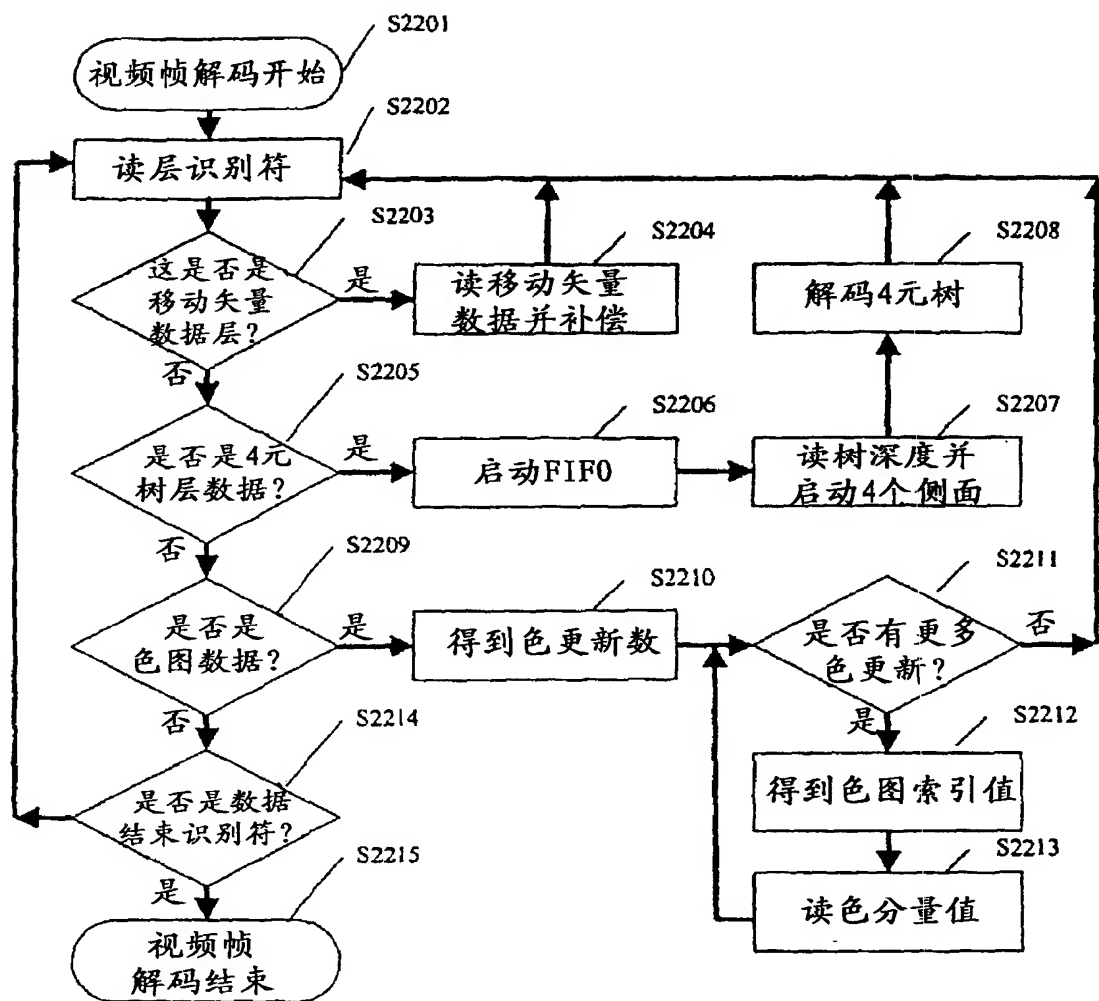 S2201
视频帧解码开始
S2202
读层识别符
S2203
这是否是
移动矢量
数据层?
是
S2204
读移动矢量
数据并补偿
S2208
解码4元树
否
S2205
是否是4元
树层数据?
是
S2206
启动FIFO
S2207
读树深度并
启动4个侧面
否
S2209
是否是
色图数据?
是
S2210
得到色更新数
S2211
是否有更多
色更新?
否
是
S2212
得到色图索引值
S2213
读色分量值
否
S2214
是否是数据
结束识别符?
是
S2215
视频帧
解码结束